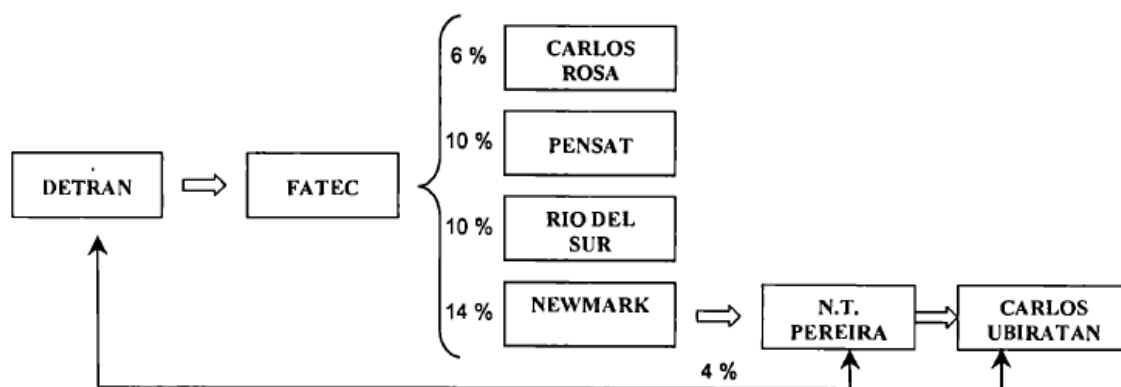 6 %
CARLOS
ROSA
10 %
PENSAT
DETRAN
FATEC
10 %
RIO DEL
SUR
14 %
NEWMARK
N.T.
PEREIRA
CARLOS
UBIRATAN
4 %